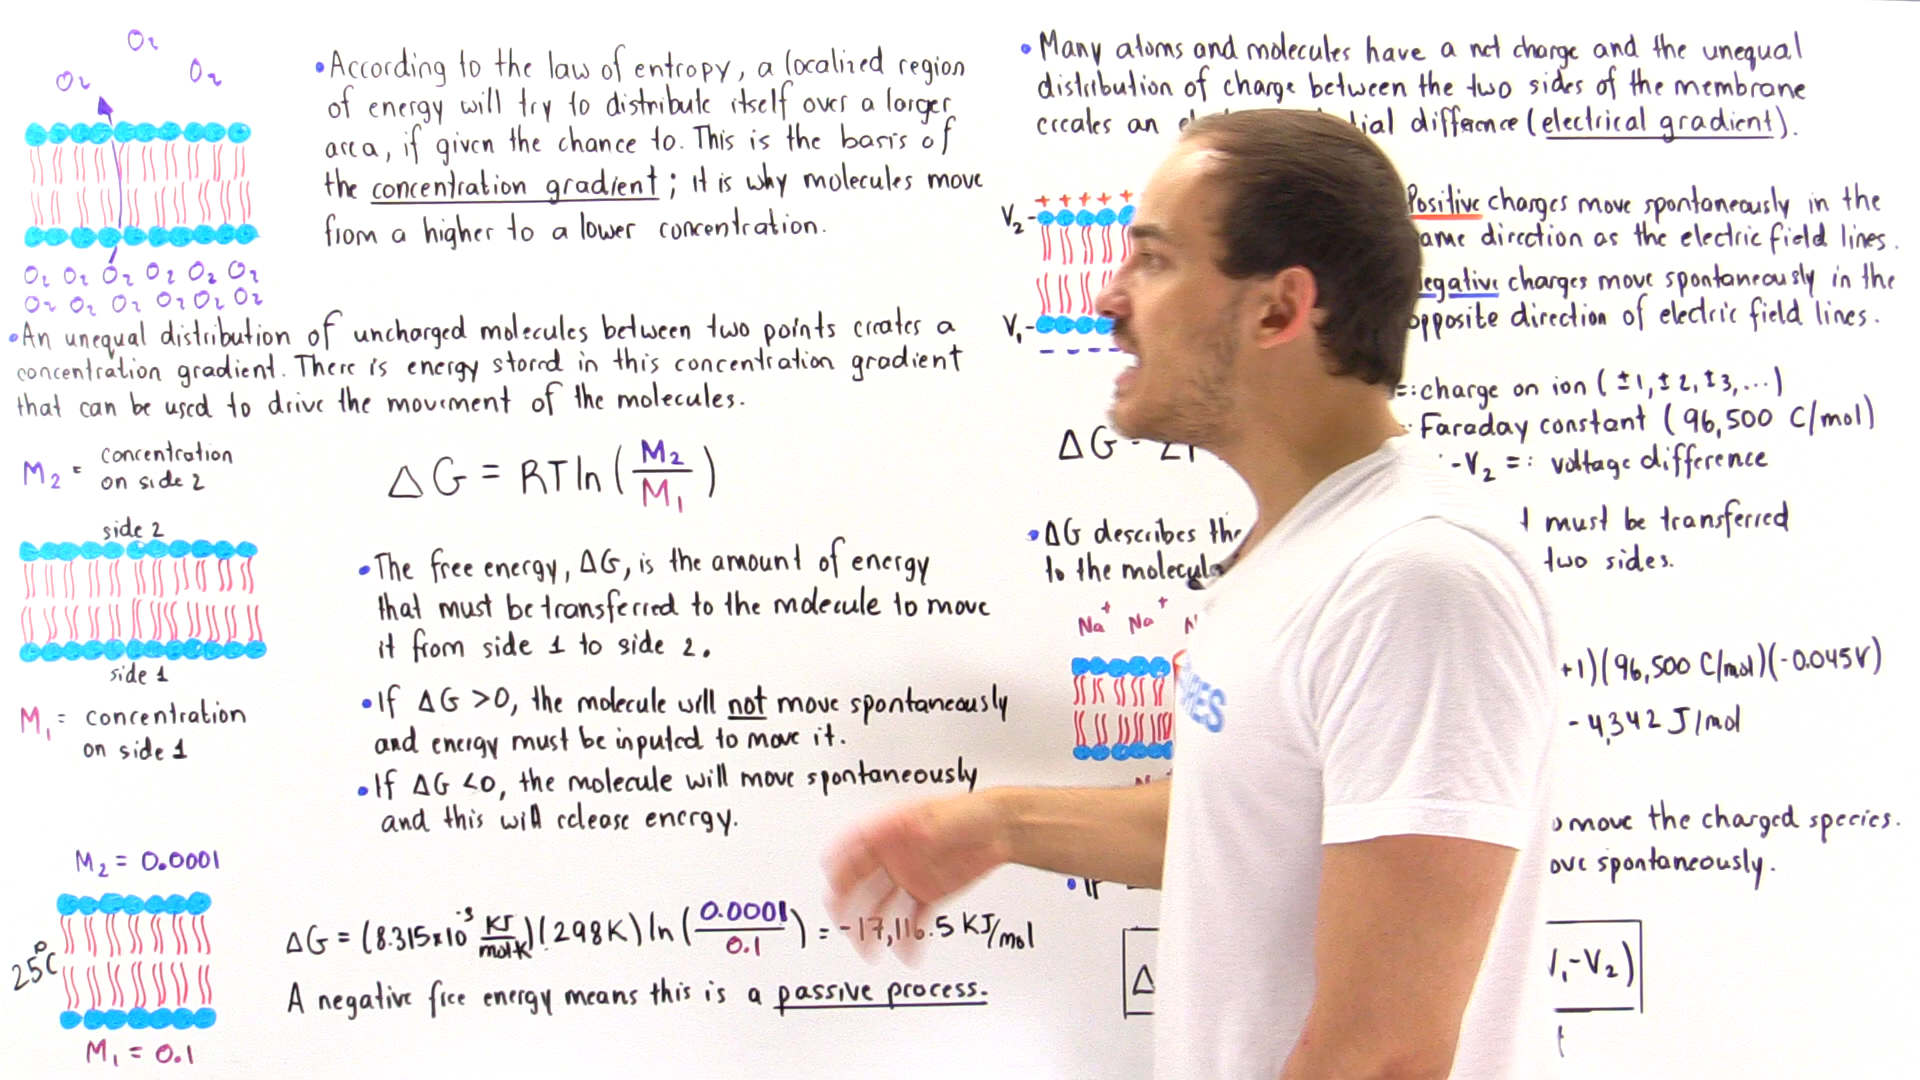 O₂
O₂ O₂
•According to the law of entropy, a localized region
of energy will try to distribute itself over a larger
area, if given the chance to. This is the basis of
the concentration gradient; it is why molecules move
from a higher to a lower concentration.
O₂ O₂ O₂ O₂ O₂ O₂
O₂ O₂ O₂ O₂ O₂ O₂
•An unequal distribution of uncharged molecules between two points creates a
concentration gradient. There is energy stored in this concentration gradient
that can be used to drive the movement of the molecules.
M₂ = concentration
on side 2
side 2
side 1
M₁ = concentration
on side 1
ΔG = RTln(M₂/M₁)
•The free energy, ΔG, is the amount of energy
that must be transferred to the molecule to move
it from side 1 to side 2.
•If ΔG >0, the molecule will not move spontaneously
and energy must be inputed to move it.
•If ΔG <0, the molecule will move spontaneously
and this will release energy.
M₂ = 0.0001
25°C
M₁ = 0.1
ΔG = (8.315x10⁻³ KJ/mol·K)(298K)ln(0.0001/0.1) = -17,116.5 KJ/mol
A negative free energy means this is a passive process.
•Many atoms and molecules have a net charge and the unequal
distribution of charge between the two sides of the membrane
creates an difference (electrical gradient).
+ + + + +
V₂-
V₁-
- - - -
Positive charges move spontaneously in the
same direction as the electric field lines.
Negative charges move spontaneously in the
opposite direction of electric field lines.
=:charge on ion (±1,±2,±3,...)
Faraday constant (96,500 C/mol)
-V₂ =: voltage difference
ΔG
•ΔG describes the
to the molecule
must be transferred
two sides.
Na⁺ Na⁺
+1)(96,500 C/mol)(-0.045V)
-4,342 J/mol
move the charged species.
spontaneously.
•If
Δ
V₁-V₂)